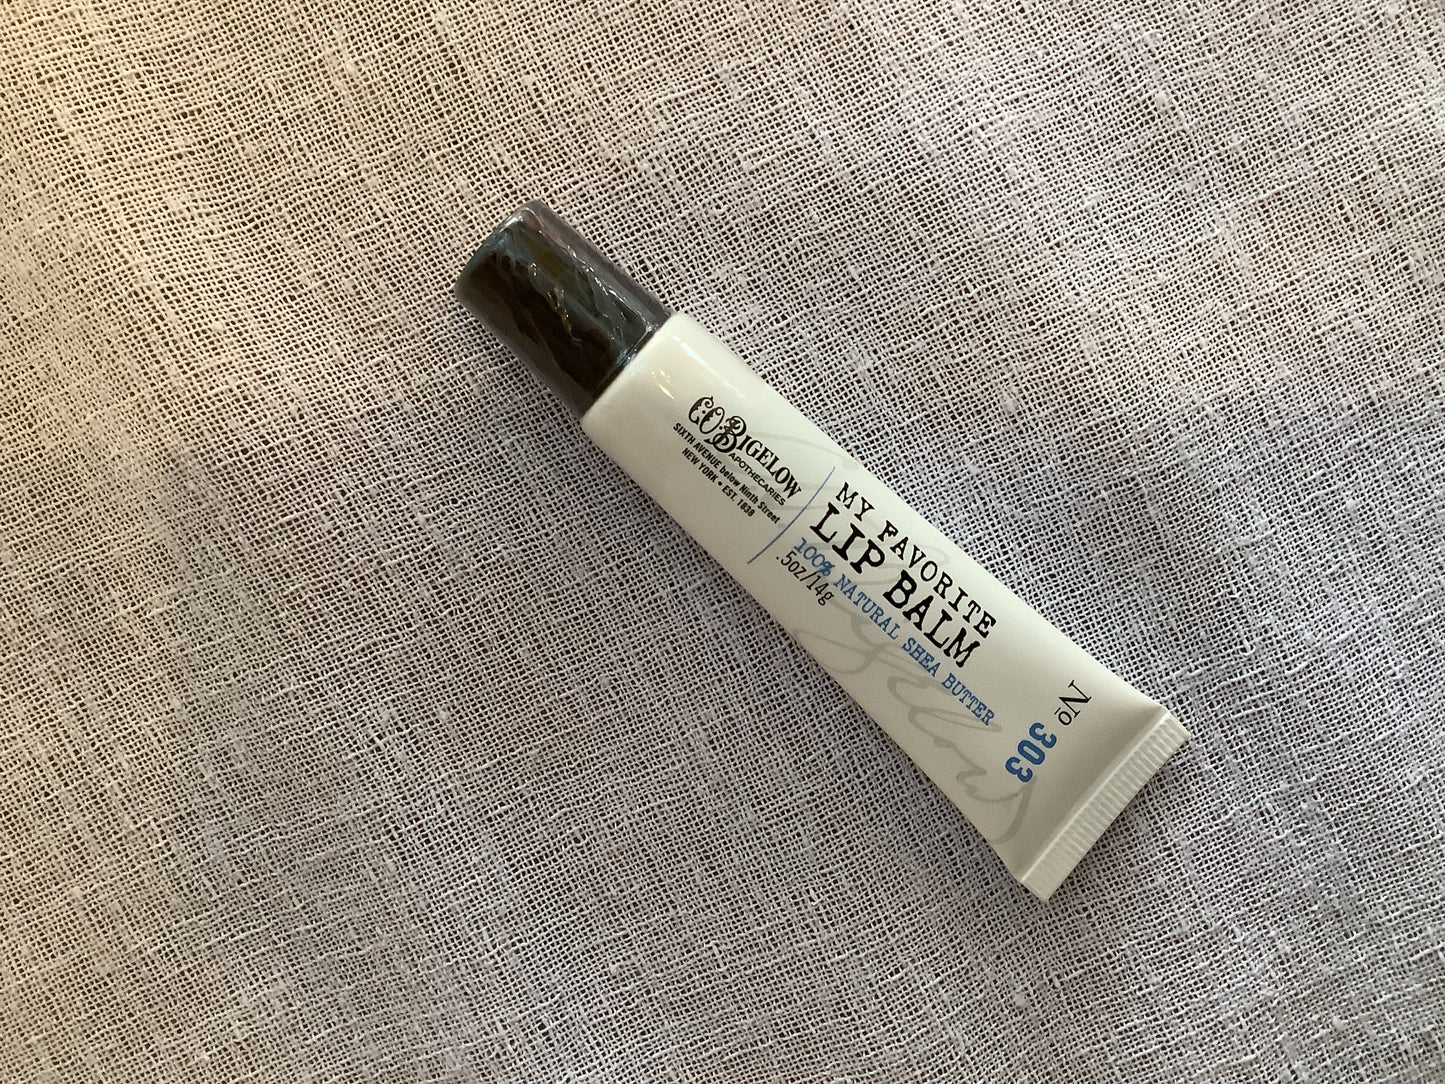 C.O. BIGELOW
APOTHECARIES
SIXTH AVENUE below Ninth Street
NEW YORK • EST. 1838
MY FAVORITE
LIP BALM
100% NATURAL SHEA BUTTER
.5oz/14g
Nº 303
Bigelow